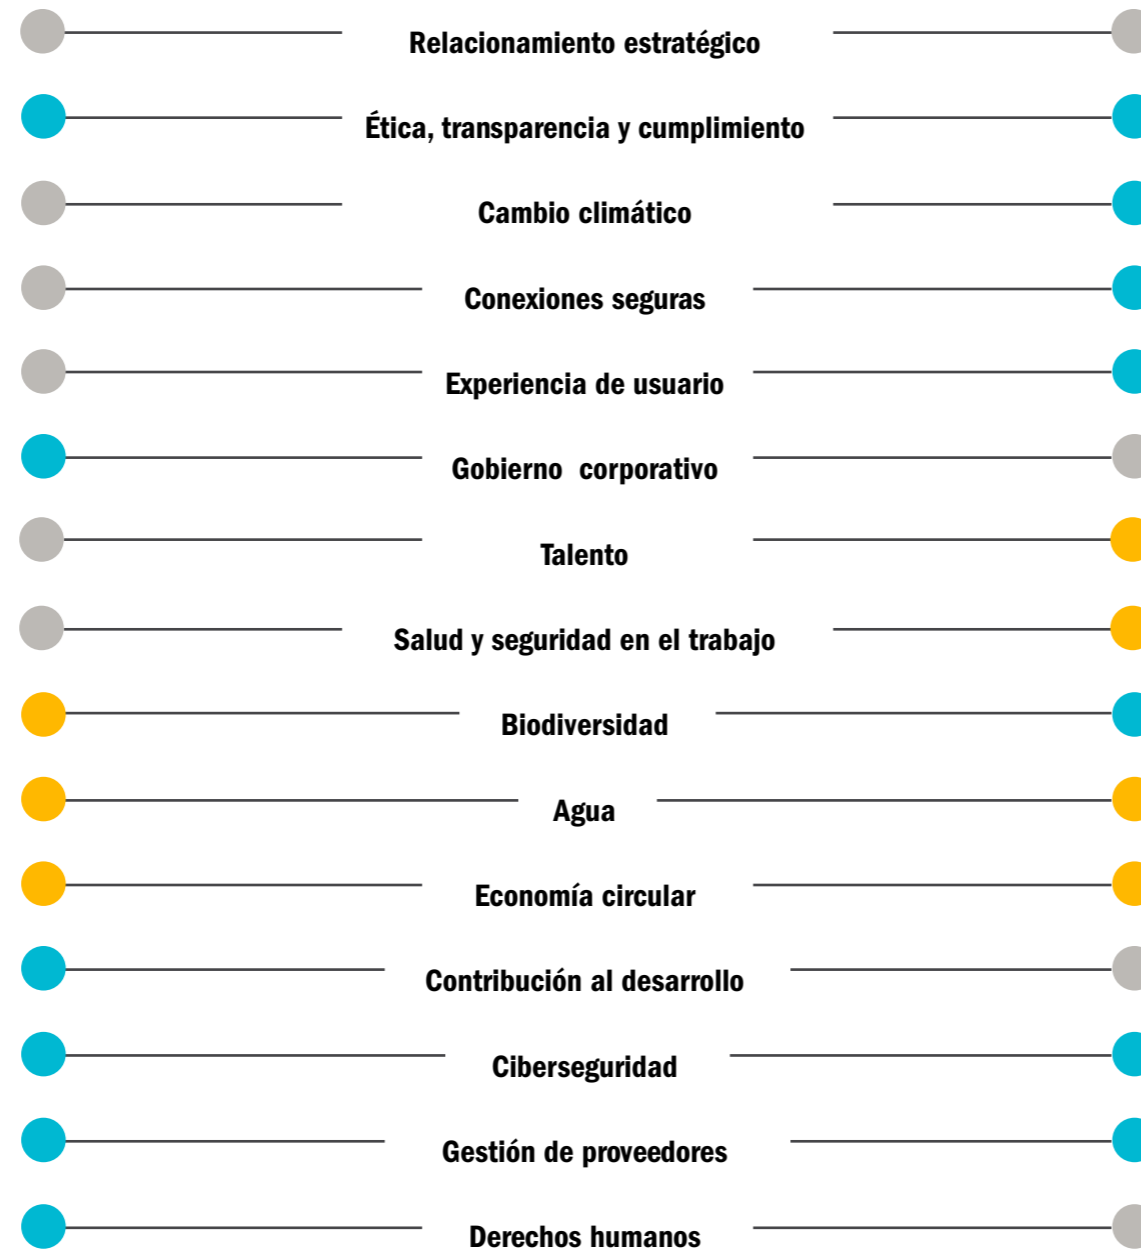 Relacionamiento estratégico
Ética, transparencia y cumplimiento
Cambio climático
Conexiones seguras
Experiencia de usuario
Gobierno corporativo
Talento
Salud y seguridad en el trabajo
Biodiversidad
Agua
Economía circular
Contribución al desarrollo
Ciberseguridad
Gestión de proveedores
Derechos humanos